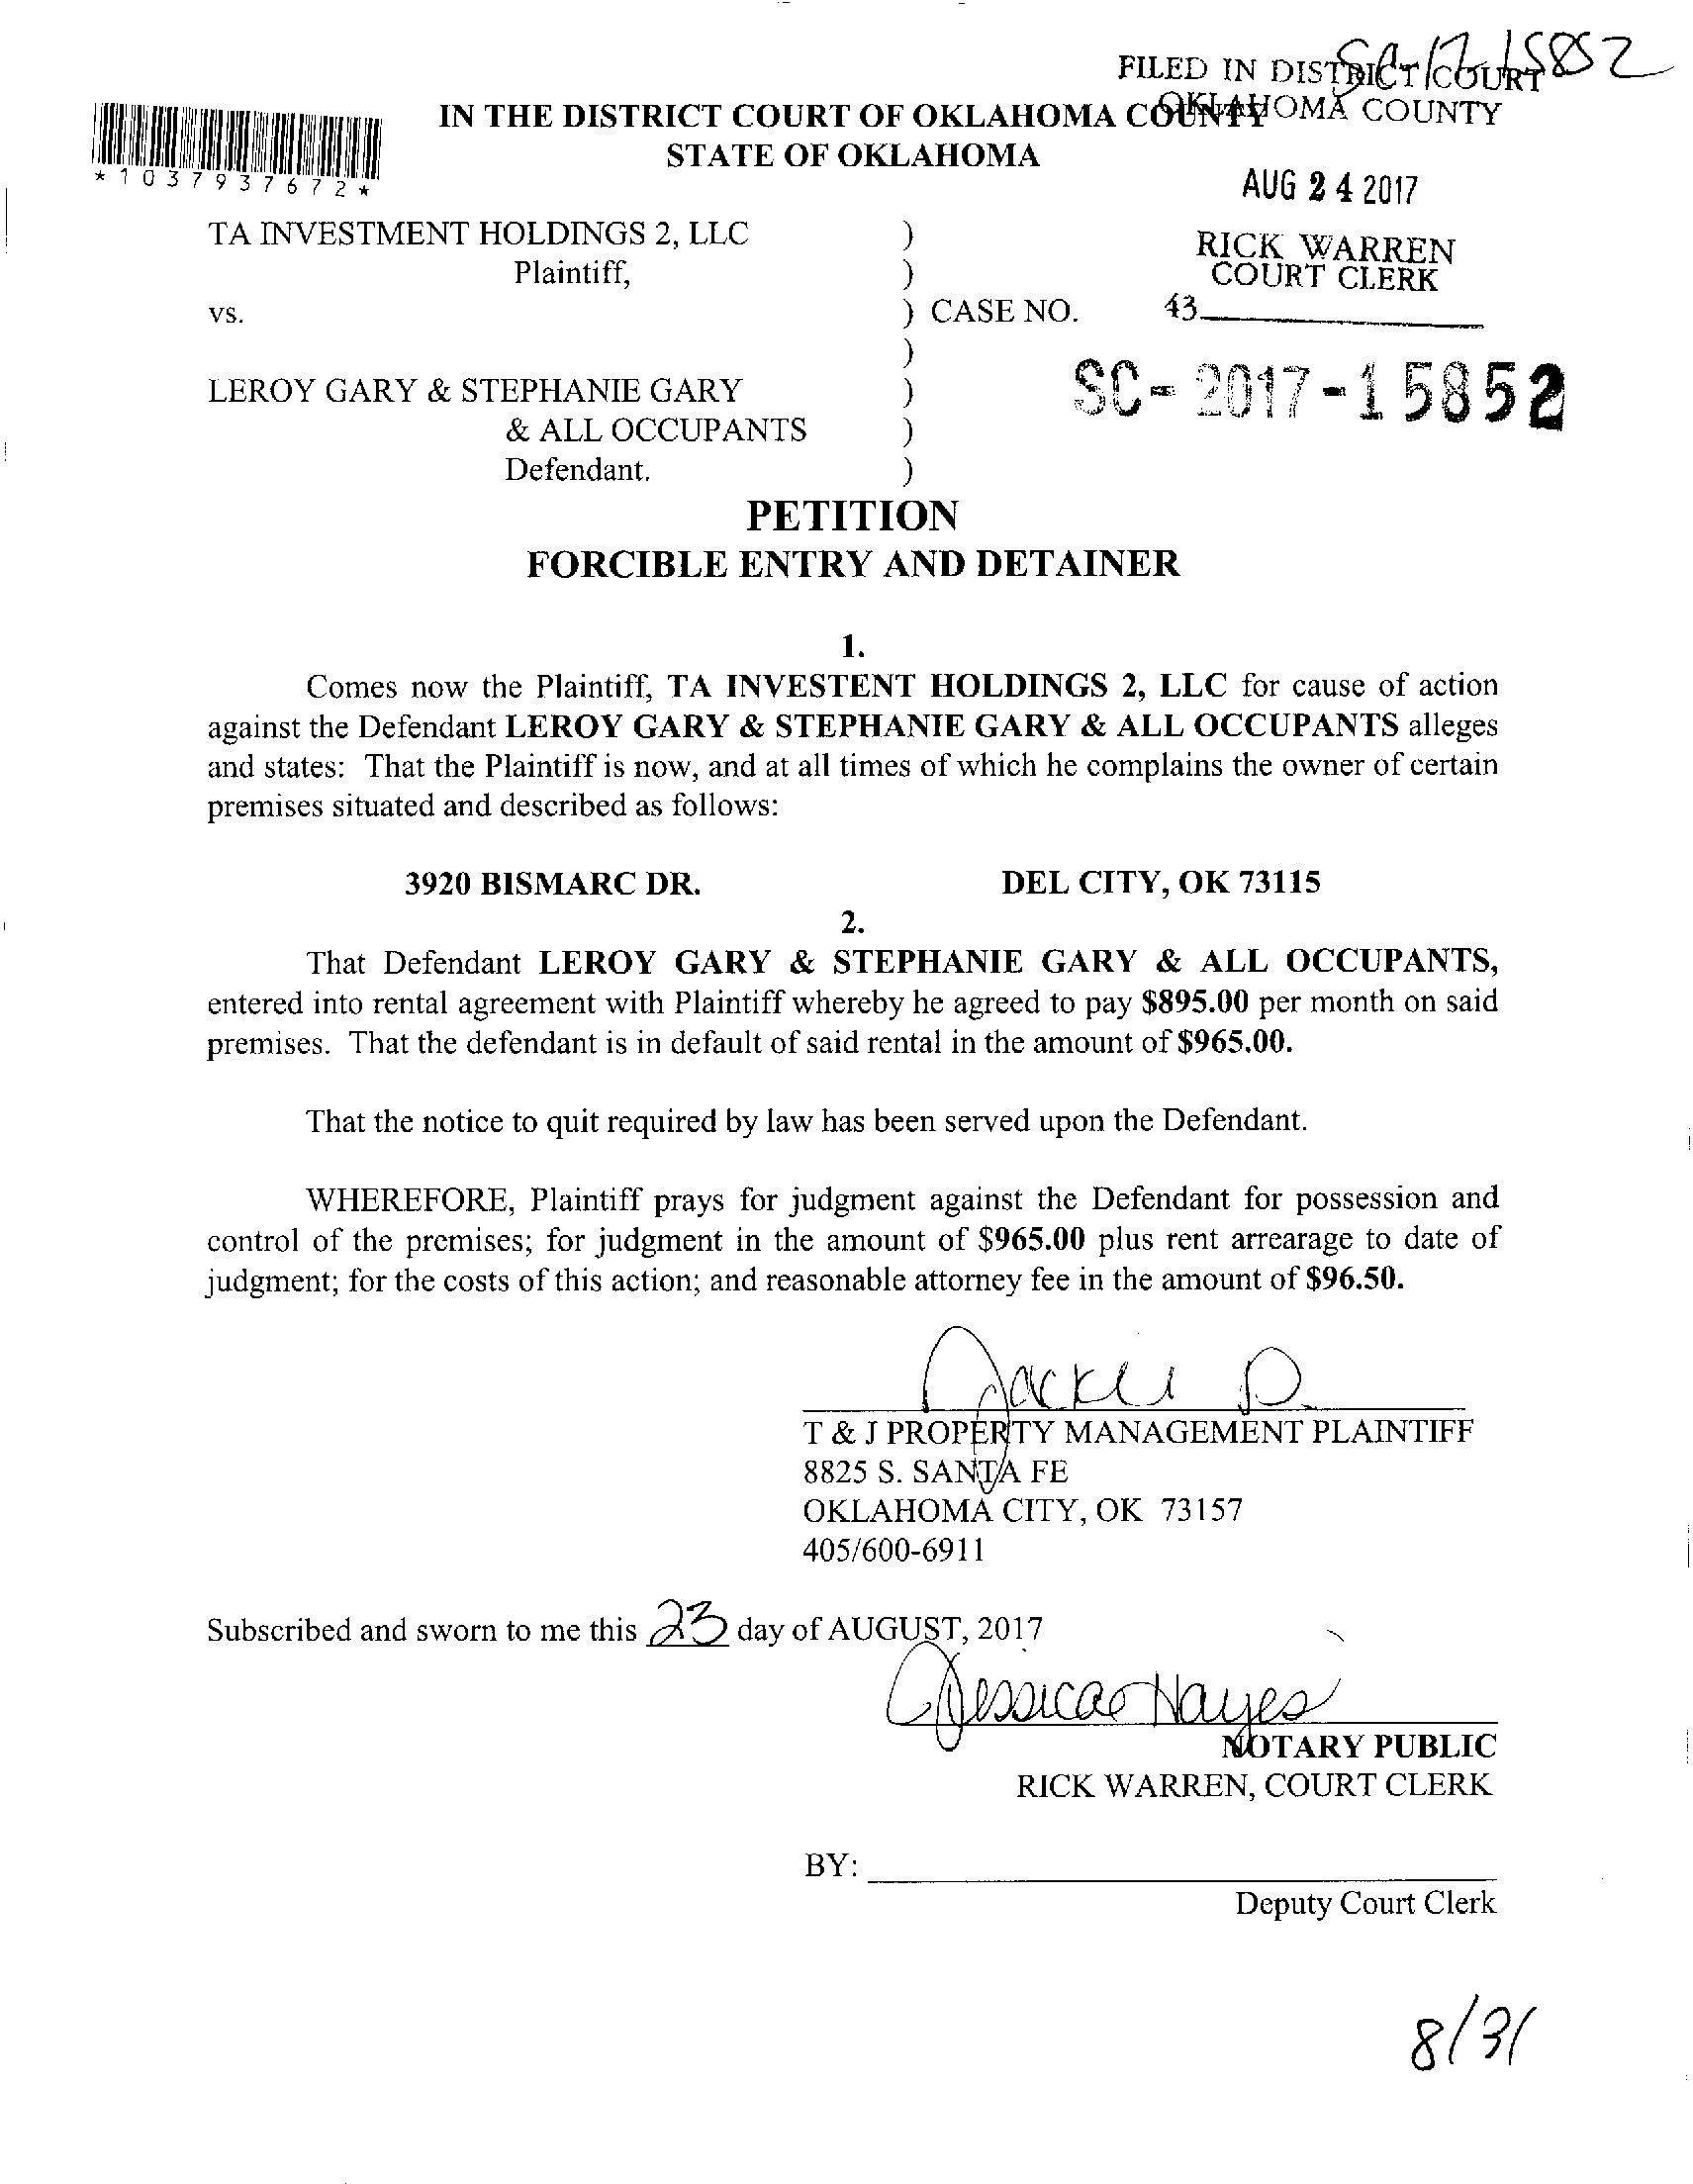 SC-17-15852
FILED IN DISTRICT COURT
OKLAHOMA COUNTY
IN THE DISTRICT COURT OF OKLAHOMA COUNTY
STATE OF OKLAHOMA
*1037937672*
AUG 24 2017
TA INVESTMENT HOLDINGS 2, LLC )
Plaintiff, )
RICK WARREN
COURT CLERK
vs. ) CASE NO. 43
)
LEROY GARY & STEPHANIE GARY )
SC-2017-15852
& ALL OCCUPANTS )
Defendant. )
PETITION
FORCIBLE ENTRY AND DETAINER
1.
Comes now the Plaintiff, TA INVESTENT HOLDINGS 2, LLC for cause of action
against the Defendant LEROY GARY & STEPHANIE GARY & ALL OCCUPANTS alleges
and states: That the Plaintiff is now, and at all times of which he complains the owner of certain
premises situated and described as follows:
3920 BISMARC DR. DEL CITY, OK 73115
2.
That Defendant LEROY GARY & STEPHANIE GARY & ALL OCCUPANTS,
entered into rental agreement with Plaintiff whereby he agreed to pay $895.00 per month on said
premises. That the defendant is in default of said rental in the amount of $965.00.
That the notice to quit required by law has been served upon the Defendant.
WHEREFORE, Plaintiff prays for judgment against the Defendant for possession and
control of the premises; for judgment in the amount of $965.00 plus rent arrearage to date of
judgment; for the costs of this action; and reasonable attorney fee in the amount of $96.50.
Jackie D.
T & J PROPERTY MANAGEMENT PLAINTIFF
8825 S. SANTA FE
OKLAHOMA CITY, OK 73157
405/600-6911
Subscribed and sworn to me this 23 day of AUGUST, 2017
Jessica Hayes
NOTARY PUBLIC
RICK WARREN, COURT CLERK
BY:
Deputy Court Clerk
8/31